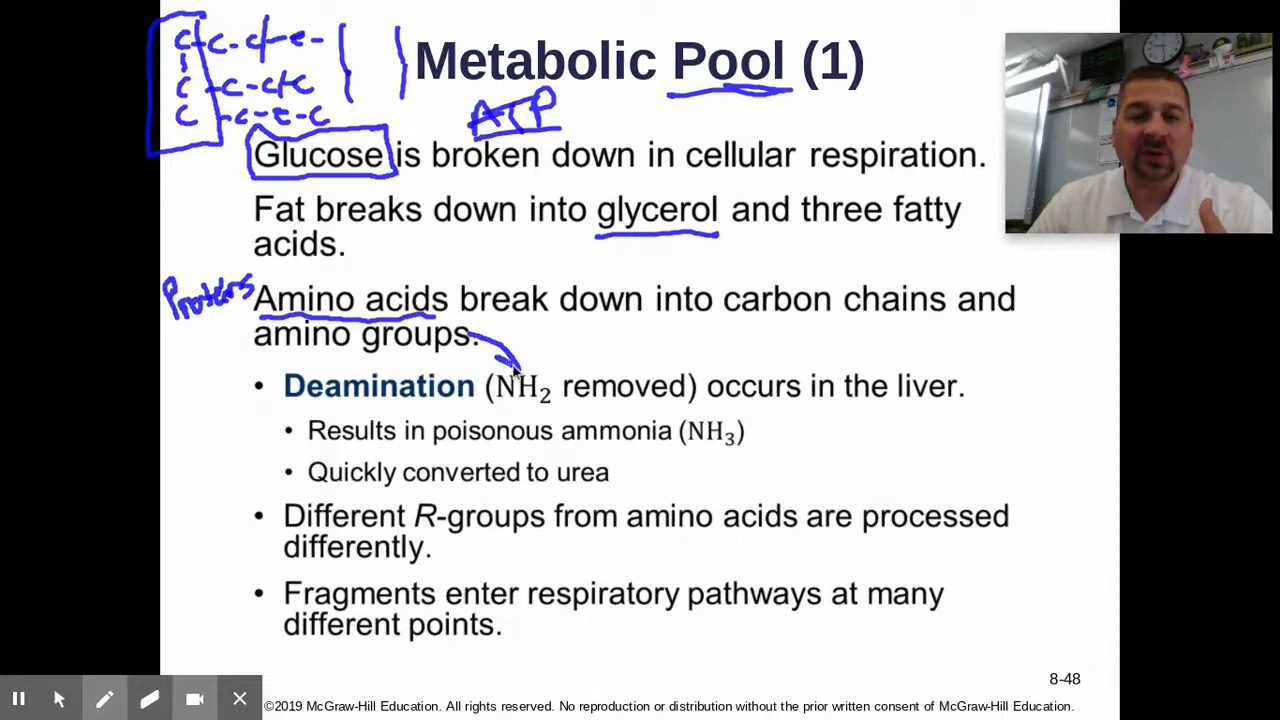 C-C-C-C-
C-C-C-C
C-C-C-C
Metabolic Pool (1)
ATP
Glucose is broken down in cellular respiration.
Fat breaks down into glycerol and three fatty
acids.
Proteins
Amino acids break down into carbon chains and
amino groups.
• Deamination (NH₂ removed) occurs in the liver.
• Results in poisonous ammonia (NH₃)
• Quickly converted to urea
• Different R-groups from amino acids are processed
differently.
• Fragments enter respiratory pathways at many
different points.
8-48
©2019 McGraw-Hill Education. All rights reserved. No reproduction or distribution without the prior written consent of McGraw-Hill Education.